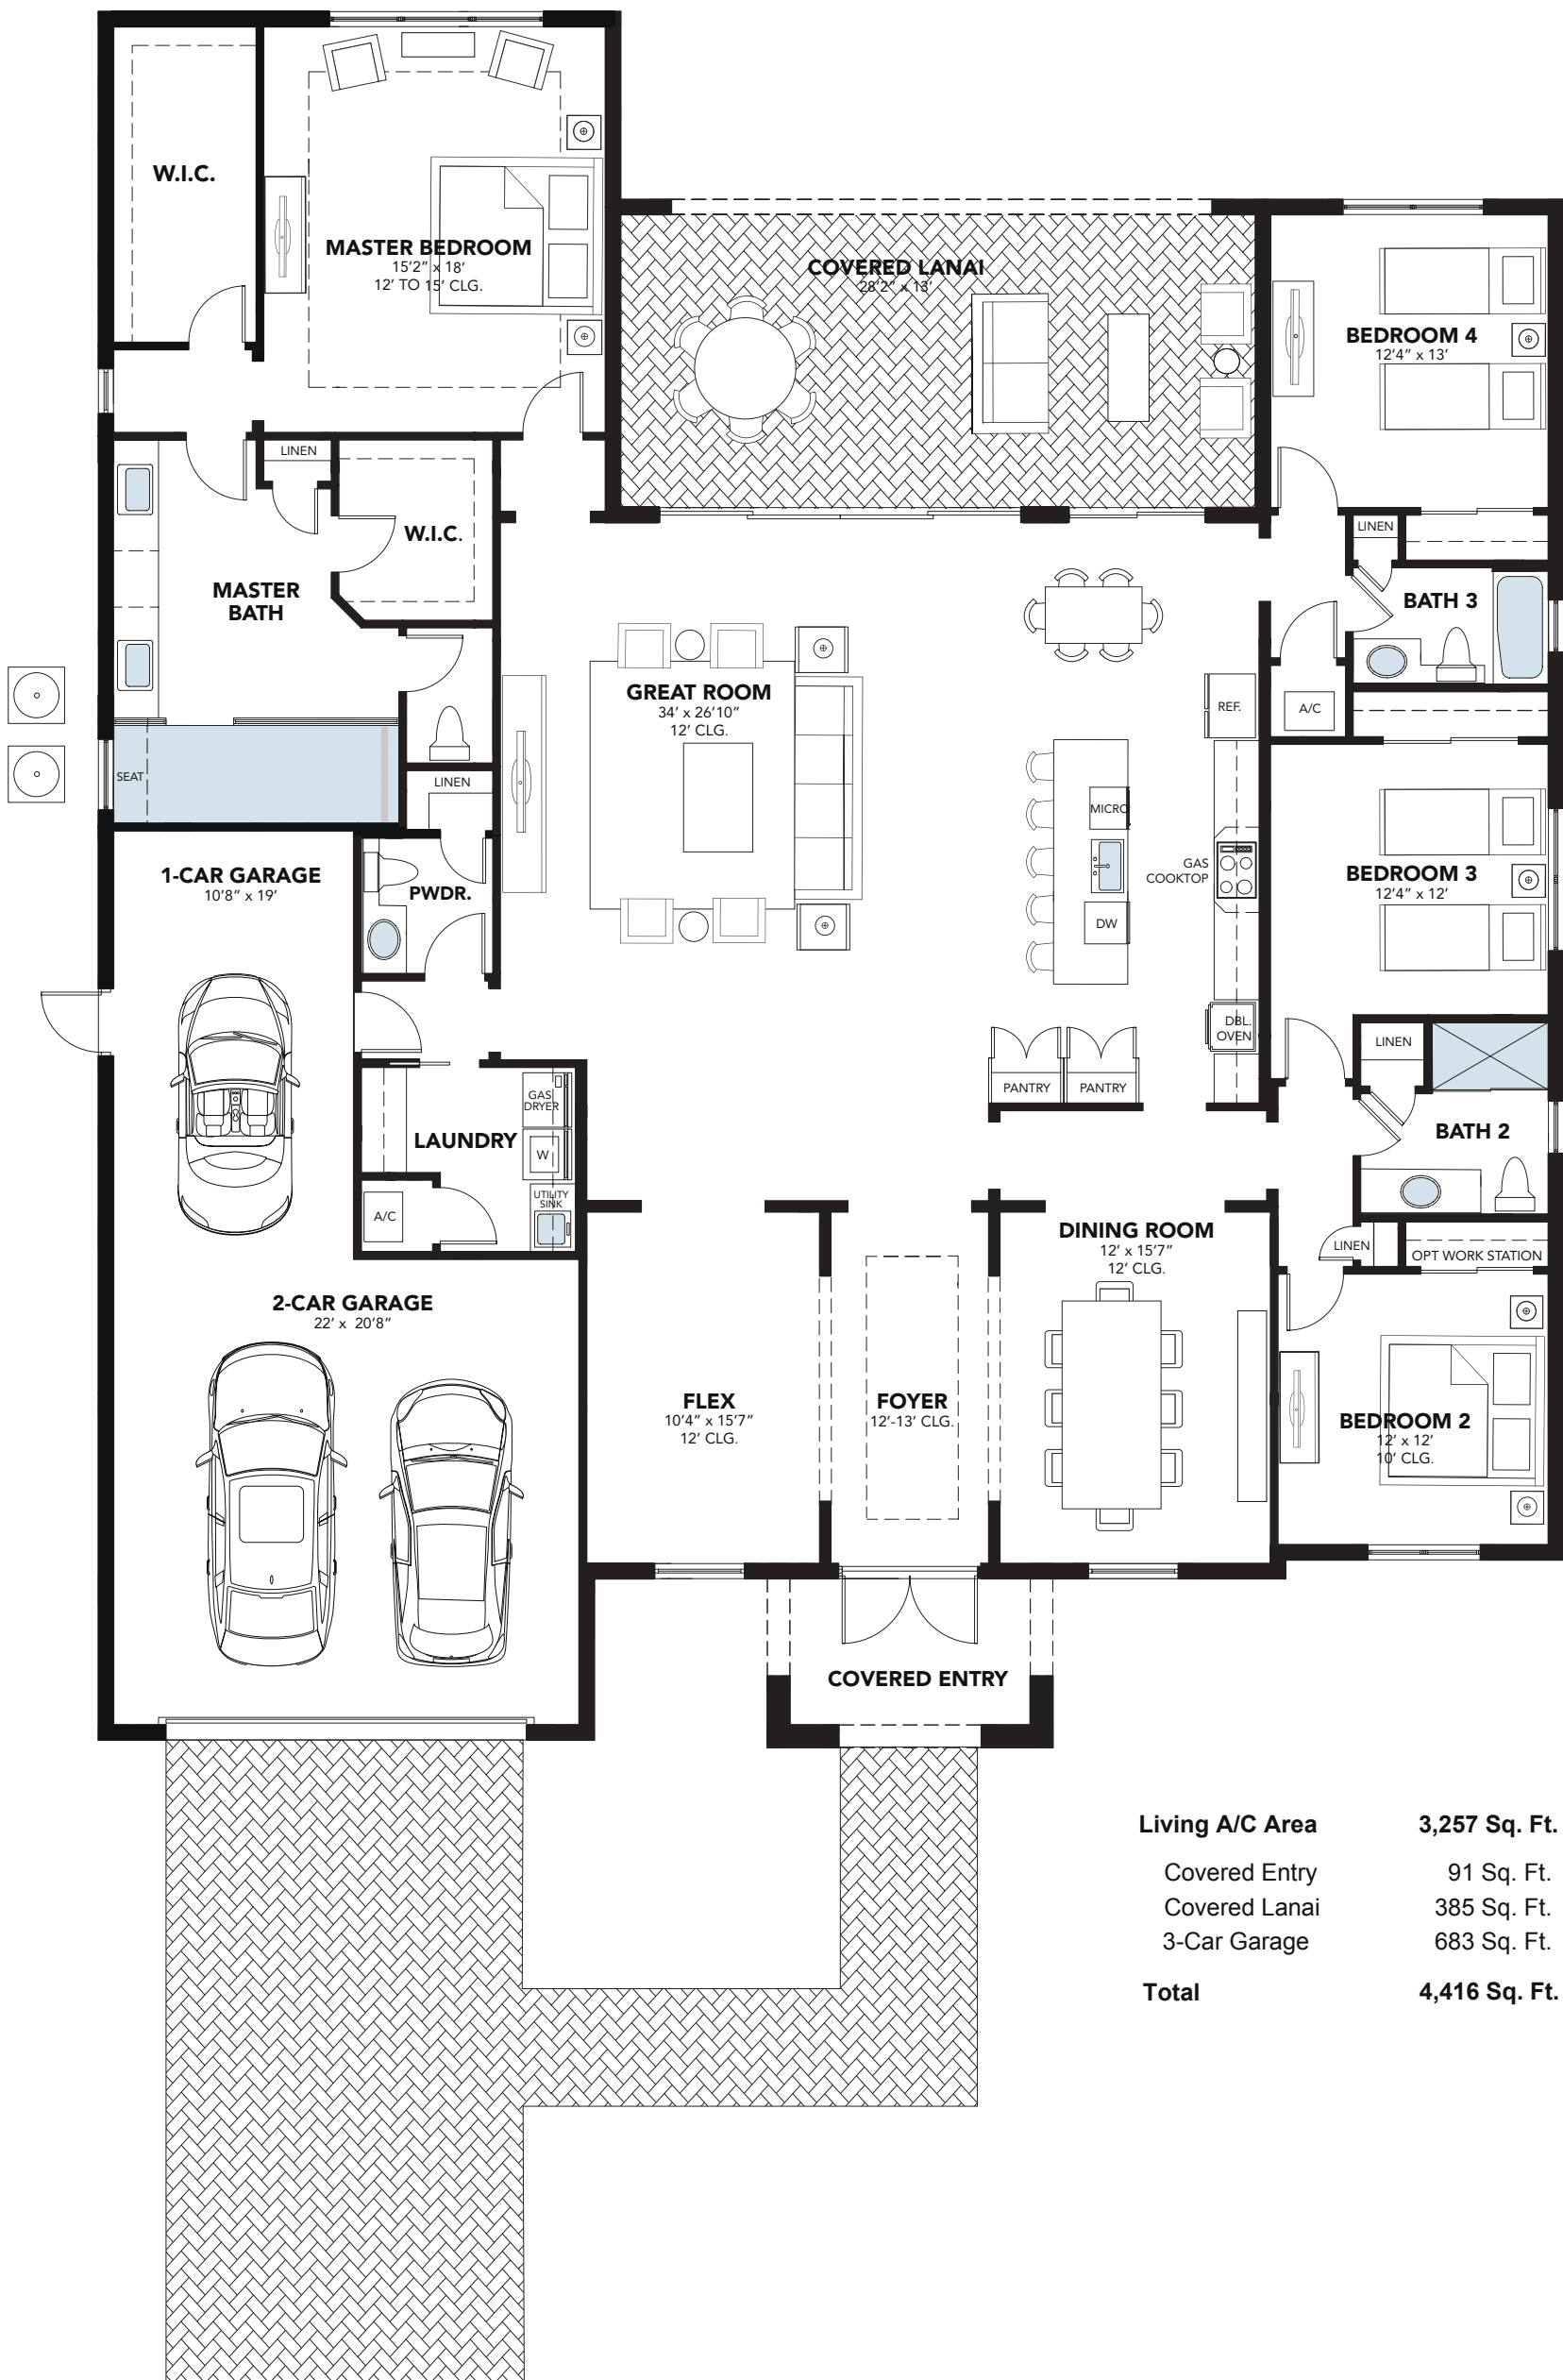 W.I.C.
MASTER BEDROOM
15'2" x 18'
12' TO 15' CLG.
COVERED LANAI
28'2" x 13'
BEDROOM 4
12'4" x 13'
LINEN
W.I.C.
MASTER
BATH
LINEN
BATH 3
GREAT ROOM
34' x 26'10"
12' CLG.
REF.
A/C
SEAT
LINEN
MICRO
1-CAR GARAGE
10'8" x 19'
PWDR.
GAS
COOKTOP
BEDROOM 3
12'4" x 12'
DW
DBL.
OVEN
LINEN
PANTRY
PANTRY
GAS
DRYER
LAUNDRY
W
BATH 2
A/C
UTILITY
SINK
DINING ROOM
12' x 15'7"
12' CLG.
LINEN
OPT WORK STATION
2-CAR GARAGE
22' x 20'8"
FLEX
10'4" x 15'7"
12' CLG.
FOYER
12'-13' CLG.
BEDROOM 2
12' x 12'
10' CLG.
COVERED ENTRY
Living A/C Area 3,257 Sq. Ft.
Covered Entry 91 Sq. Ft.
Covered Lanai 385 Sq. Ft.
3-Car Garage 683 Sq. Ft.
Total 4,416 Sq. Ft.